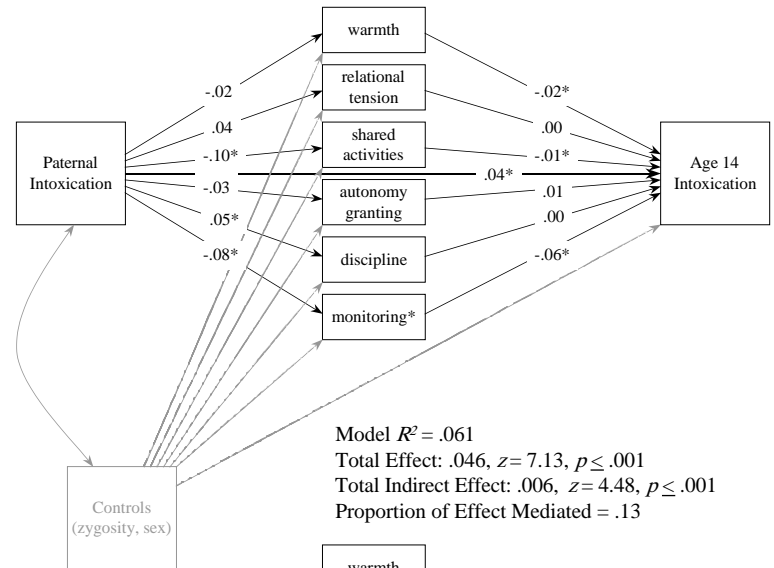 warmth
-.02
-.02*
relational
tension
.04
.00
shared
activities
-.10*
-.01*
Paternal
Intoxication
.04*
Age 14
Intoxication
autonomy
granting
-.03
.01
discipline
.05*
.00
monitoring*
-.08*
-.06*
Model R² = .061
Total Effect: .046, z = 7.13, p ≤ .001
Total Indirect Effect: .006, z = 4.48, p ≤ .001
Proportion of Effect Mediated = .13
Controls
(zygosity, sex)
warmth